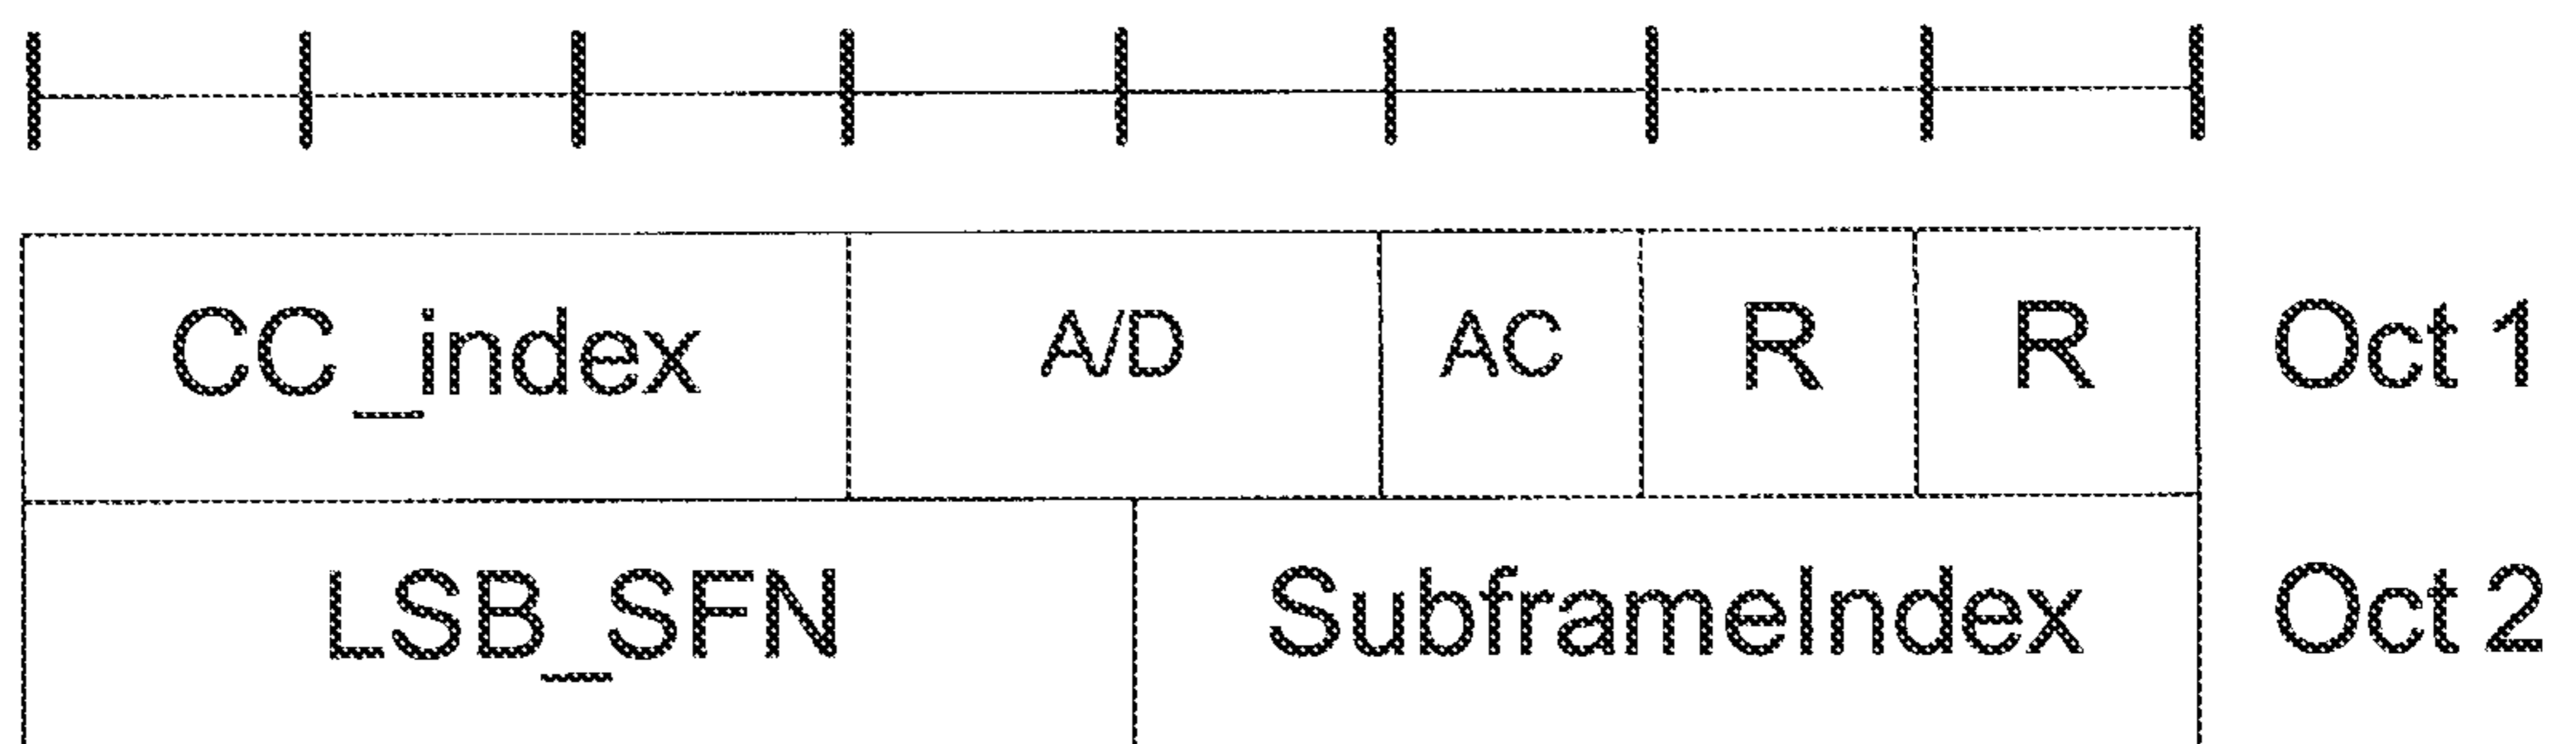 CC_index A/D AC R R Oct 1
LSB_SFN SubframeIndex Oct 2